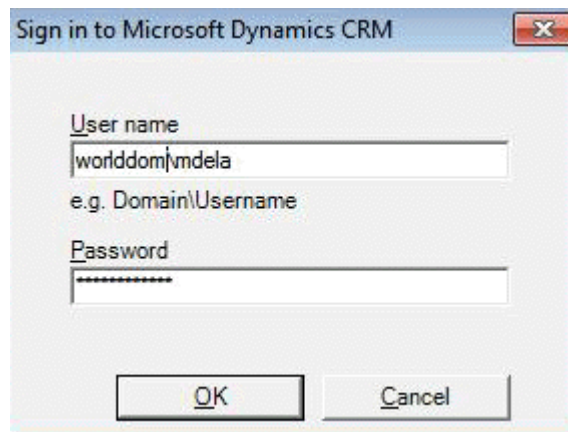 Sign in to Microsoft Dynamics CRM
User name
worlddom\mdela
e.g. Domain\Username
Password
************
OK
Cancel